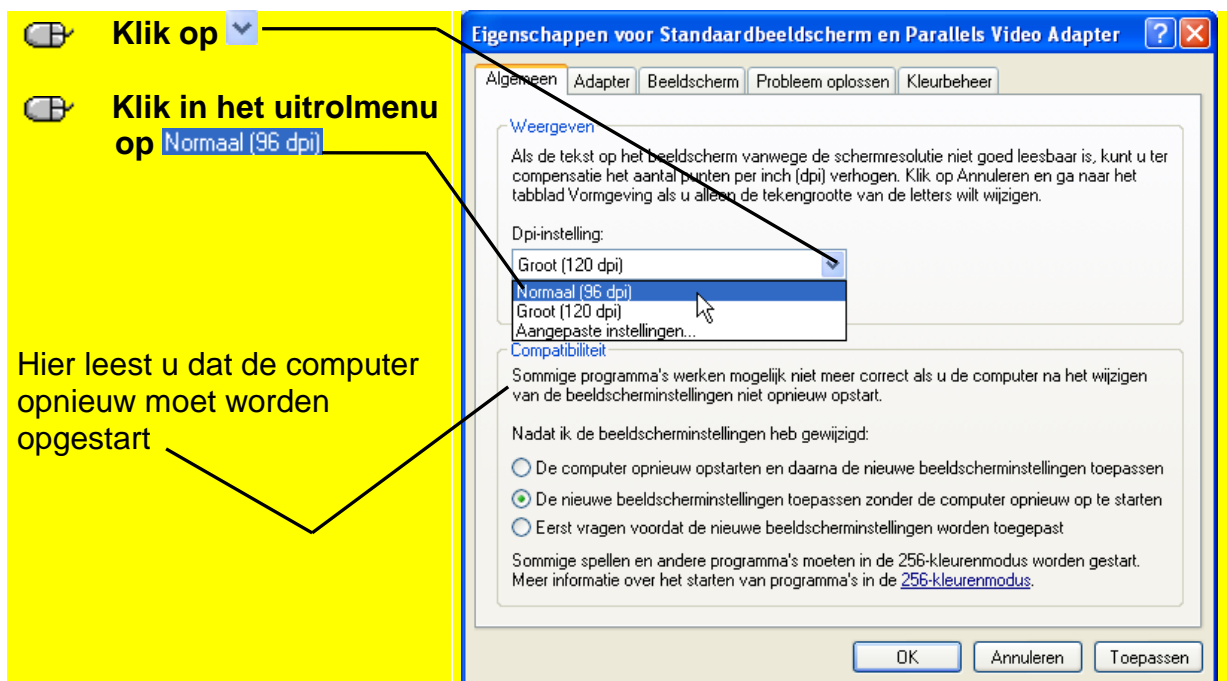 Klik op
Klik in het uitrolmenu
op Normaal (96 dpi)
Hier leest u dat de computer
opnieuw moet worden
opgestart
Eigenschappen voor Standaardbeeldscherm en Parallels Video Adapter
Algemeen Adapter Beeldscherm Probleem oplossen Kleurbeheer
Weergeven
Als de tekst op het beeldscherm vanwege de schermresolutie niet goed leesbaar is, kunt u ter
compensatie het aantal punten per inch (dpi) verhogen. Klik op Annuleren en ga naar het
tabblad Vormgeving als u alleen de tekengrootte van de letters wilt wijzigen.
Dpi-instelling:
Groot (120 dpi)
Normaal (96 dpi)
Groot (120 dpi)
Aangepaste instellingen...
Compatibiliteit
Sommige programma's werken mogelijk niet meer correct als u de computer na het wijzigen
van de beeldscherminstellingen niet opnieuw opstart.
Nadat ik de beeldscherminstellingen heb gewijzigd:
De computer opnieuw opstarten en daarna de nieuwe beeldscherminstellingen toepassen
De nieuwe beeldscherminstellingen toepassen zonder de computer opnieuw op te starten
Eerst vragen voordat de nieuwe beeldscherminstellingen worden toegepast
Sommige spellen en andere programma's moeten in de 256-kleurenmodus worden gestart.
Meer informatie over het starten van programma's in de 256-kleurenmodus.
OK Annuleren Toepassen